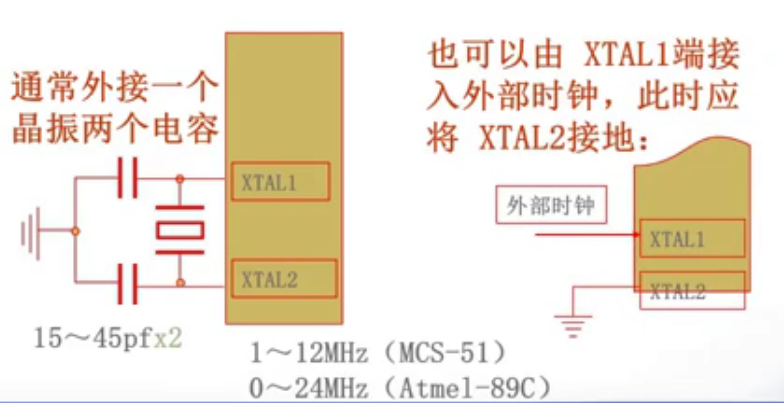 通常外接一个
晶振两个电容
XTAL1
XTAL2
15～45pfx2
1～12MHz（MCS-51）
0～24MHz（Atmel-89C）
也可以由 XTAL1端接
入外部时钟，此时应
将 XTAL2接地：
外部时钟
XTAL1
XTAL2